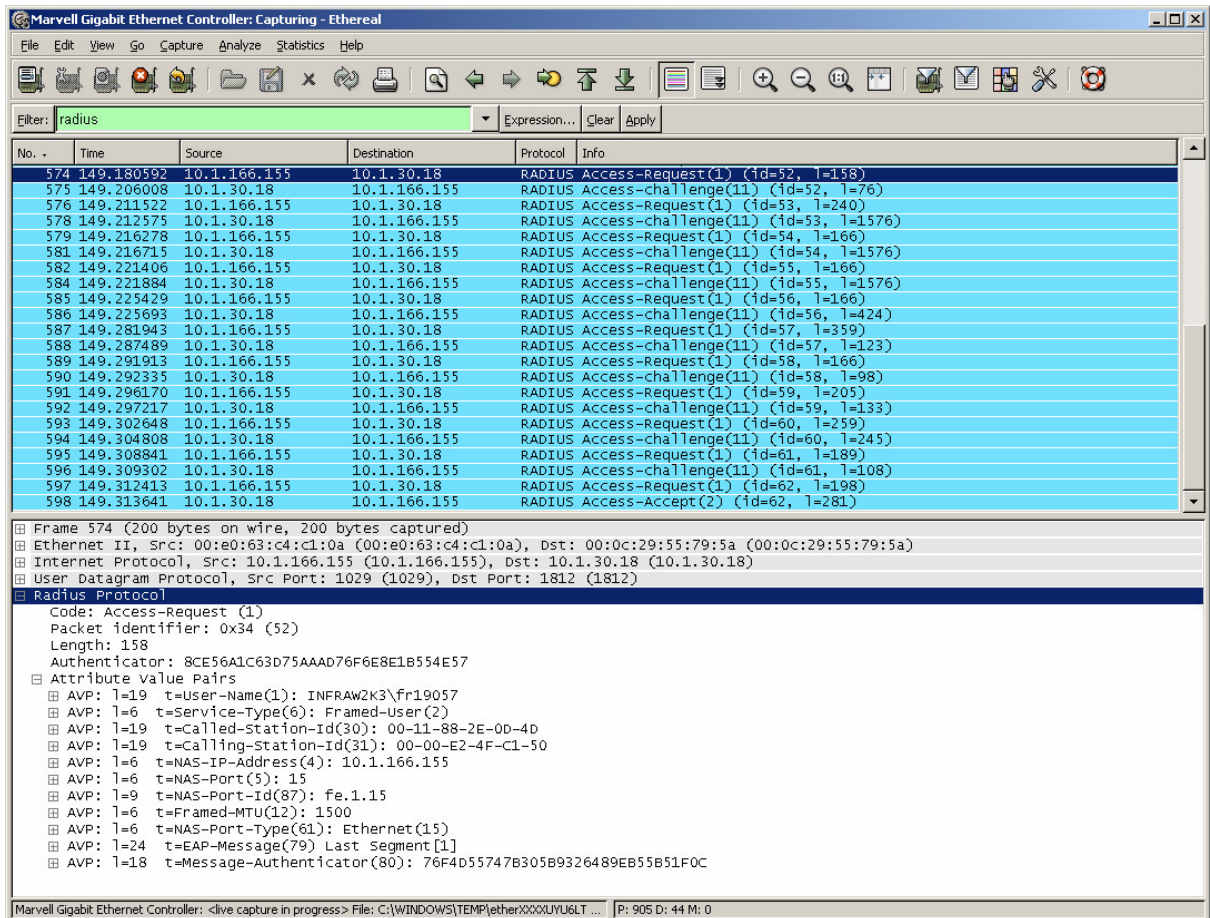 Marvell Gigabit Ethernet Controller: Capturing - Ethereal
File Edit View Go Capture Analyze Statistics Help
Filter: radius Expression... Clear Apply
No. Time Source Destination Protocol Info
574 149.180592 10.1.166.155 10.1.30.18 RADIUS Access-Request(1) (id=52, l=158)
575 149.206008 10.1.30.18 10.1.166.155 RADIUS Access-challenge(11) (id=52, l=76)
576 149.211522 10.1.166.155 10.1.30.18 RADIUS Access-Request(1) (id=53, l=240)
578 149.212575 10.1.30.18 10.1.166.155 RADIUS Access-challenge(11) (id=53, l=1576)
579 149.216278 10.1.166.155 10.1.30.18 RADIUS Access-Request(1) (id=54, l=166)
581 149.216715 10.1.30.18 10.1.166.155 RADIUS Access-challenge(11) (id=54, l=1576)
582 149.221406 10.1.166.155 10.1.30.18 RADIUS Access-Request(1) (id=55, l=166)
584 149.221884 10.1.30.18 10.1.166.155 RADIUS Access-challenge(11) (id=55, l=1576)
585 149.225429 10.1.166.155 10.1.30.18 RADIUS Access-Request(1) (id=56, l=166)
586 149.225693 10.1.30.18 10.1.166.155 RADIUS Access-challenge(11) (id=56, l=424)
587 149.281943 10.1.166.155 10.1.30.18 RADIUS Access-Request(1) (id=57, l=359)
588 149.287489 10.1.30.18 10.1.166.155 RADIUS Access-challenge(11) (id=57, l=123)
589 149.291913 10.1.166.155 10.1.30.18 RADIUS Access-Request(1) (id=58, l=166)
590 149.292335 10.1.30.18 10.1.166.155 RADIUS Access-challenge(11) (id=58, l=98)
591 149.296170 10.1.166.155 10.1.30.18 RADIUS Access-Request(1) (id=59, l=205)
592 149.297217 10.1.30.18 10.1.166.155 RADIUS Access-challenge(11) (id=59, l=133)
593 149.302648 10.1.166.155 10.1.30.18 RADIUS Access-Request(1) (id=60, l=259)
594 149.304808 10.1.30.18 10.1.166.155 RADIUS Access-challenge(11) (id=60, l=245)
595 149.308841 10.1.166.155 10.1.30.18 RADIUS Access-Request(1) (id=61, l=189)
596 149.309302 10.1.30.18 10.1.166.155 RADIUS Access-challenge(11) (id=61, l=108)
597 149.312413 10.1.166.155 10.1.30.18 RADIUS Access-Request(1) (id=62, l=198)
598 149.313641 10.1.30.18 10.1.166.155 RADIUS Access-Accept(2) (id=62, l=281)
Frame 574 (200 bytes on wire, 200 bytes captured)
Ethernet II, Src: 00:e0:63:c4:c1:0a (00:e0:63:c4:c1:0a), Dst: 00:0c:29:55:79:5a (00:0c:29:55:79:5a)
Internet Protocol, Src: 10.1.166.155 (10.1.166.155), Dst: 10.1.30.18 (10.1.30.18)
User Datagram Protocol, Src Port: 1029 (1029), Dst Port: 1812 (1812)
Radius Protocol
Code: Access-Request (1)
Packet identifier: 0x34 (52)
Length: 158
Authenticator: 8CE56A1C63D75AAAD76F6E8E1B554E57
Attribute Value Pairs
AVP: l=19 t=User-Name(1): INFRAW2K3\fr19057
AVP: l=6 t=Service-Type(6): Framed-User(2)
AVP: l=19 t=Called-Station-Id(30): 00-11-88-2E-0D-4D
AVP: l=19 t=Calling-Station-Id(31): 00-00-E2-4F-C1-50
AVP: l=6 t=NAS-IP-Address(4): 10.1.166.155
AVP: l=6 t=NAS-Port(5): 15
AVP: l=9 t=NAS-Port-Id(87): fe.1.15
AVP: l=6 t=Framed-MTU(12): 1500
AVP: l=6 t=NAS-Port-Type(61): Ethernet(15)
AVP: l=24 t=EAP-Message(79) Last Segment[1]
AVP: l=18 t=Message-Authenticator(80): 76F4D55747B305B9326489EB55B51F0C
Marvell Gigabit Ethernet Controller: <live capture in progress> File: C:\WINDOWS\TEMP\etherXXXXUYU6LT ... P: 905 D: 44 M: 0